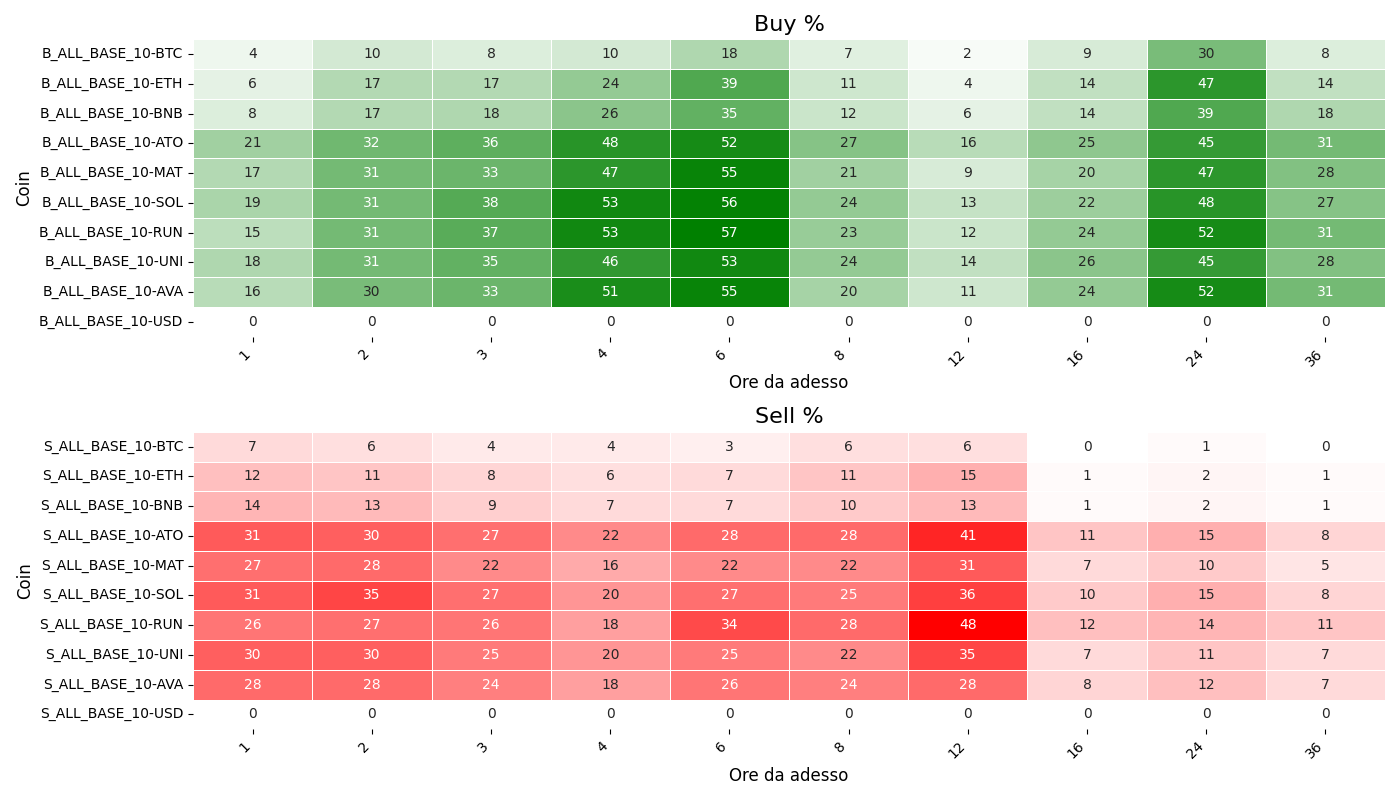 Buy %
Coin
B_ALL_BASE_10-BTC 4 10 8 10 18 7 2 9 30 8
B_ALL_BASE_10-ETH 6 17 17 24 39 11 4 14 47 14
B_ALL_BASE_10-BNB 8 17 18 26 35 12 6 14 39 18
B_ALL_BASE_10-ATO 21 32 36 48 52 27 16 25 45 31
B_ALL_BASE_10-MAT 17 31 33 47 55 21 9 20 47 28
B_ALL_BASE_10-SOL 19 31 38 53 56 24 13 22 48 27
B_ALL_BASE_10-RUN 15 31 37 53 57 23 12 24 52 31
B_ALL_BASE_10-UNI 18 31 35 46 53 24 14 26 45 28
B_ALL_BASE_10-AVA 16 30 33 51 55 20 11 24 52 31
B_ALL_BASE_10-USD 0 0 0 0 0 0 0 0 0 0
1 2 3 4 6 8 12 16 24 36
Ore da adesso
Sell %
Coin
S_ALL_BASE_10-BTC 7 6 4 4 3 6 6 0 1 0
S_ALL_BASE_10-ETH 12 11 8 6 7 11 15 1 2 1
S_ALL_BASE_10-BNB 14 13 9 7 7 10 13 1 2 1
S_ALL_BASE_10-ATO 31 30 27 22 28 28 41 11 15 8
S_ALL_BASE_10-MAT 27 28 22 16 22 22 31 7 10 5
S_ALL_BASE_10-SOL 31 35 27 20 27 25 36 10 15 8
S_ALL_BASE_10-RUN 26 27 26 18 34 28 48 12 14 11
S_ALL_BASE_10-UNI 30 30 25 20 25 22 35 7 11 7
S_ALL_BASE_10-AVA 28 28 24 18 26 24 28 8 12 7
S_ALL_BASE_10-USD 0 0 0 0 0 0 0 0 0 0
1 2 3 4 6 8 12 16 24 36
Ore da adesso